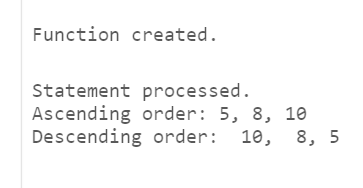 Function created.
Statement processed.
Ascending order: 5, 8, 10
Descending order:  10,  8, 5